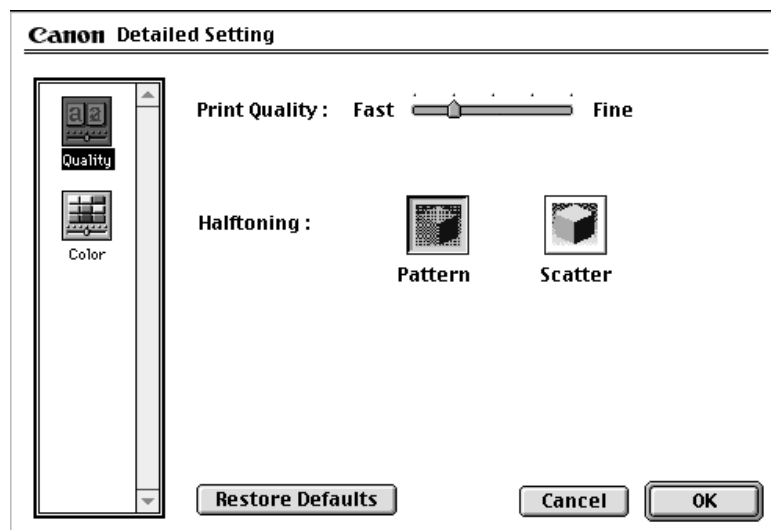 Canon Detailed Setting
Quality
Color
Print Quality : Fast Fine
Halftoning :
Pattern Scatter
Restore Defaults Cancel OK